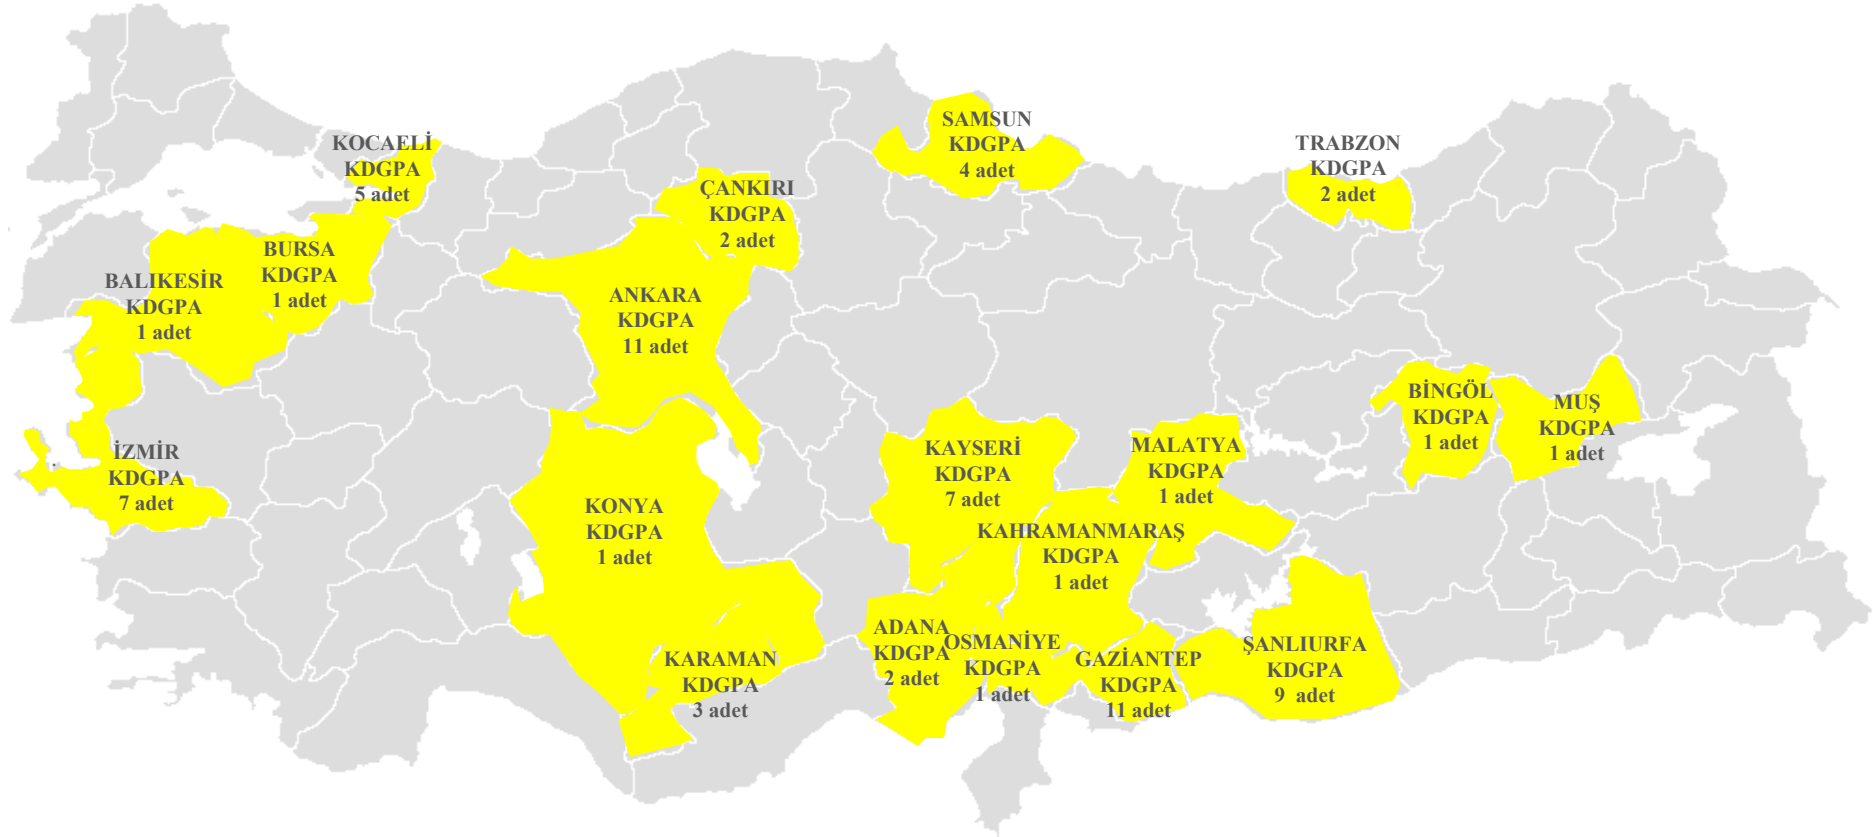 SAMSUN
KDGPA
4 adet
KOCAELİ
KDGPA
5 adet
TRABZON
KDGPA
2 adet
ÇANKIRI
KDGPA
2 adet
BURSA
KDGPA
1 adet
BALIKESİR
KDGPA
1 adet
ANKARA
KDGPA
11 adet
BİNGÖL
KDGPA
1 adet
MUŞ
KDGPA
1 adet
İZMİR
KDGPA
7 adet
KAYSERİ
KDGPA
7 adet
MALATYA
KDGPA
1 adet
KONYA
KDGPA
1 adet
KAHRAMANMARAŞ
KDGPA
1 adet
ADANA
KDGPA
2 adet
OSMANİYE
KDGPA
1 adet
KARAMAN
KDGPA
3 adet
GAZİANTEP
KDGPA
11 adet
ŞANLIURFA
KDGPA
9 adet